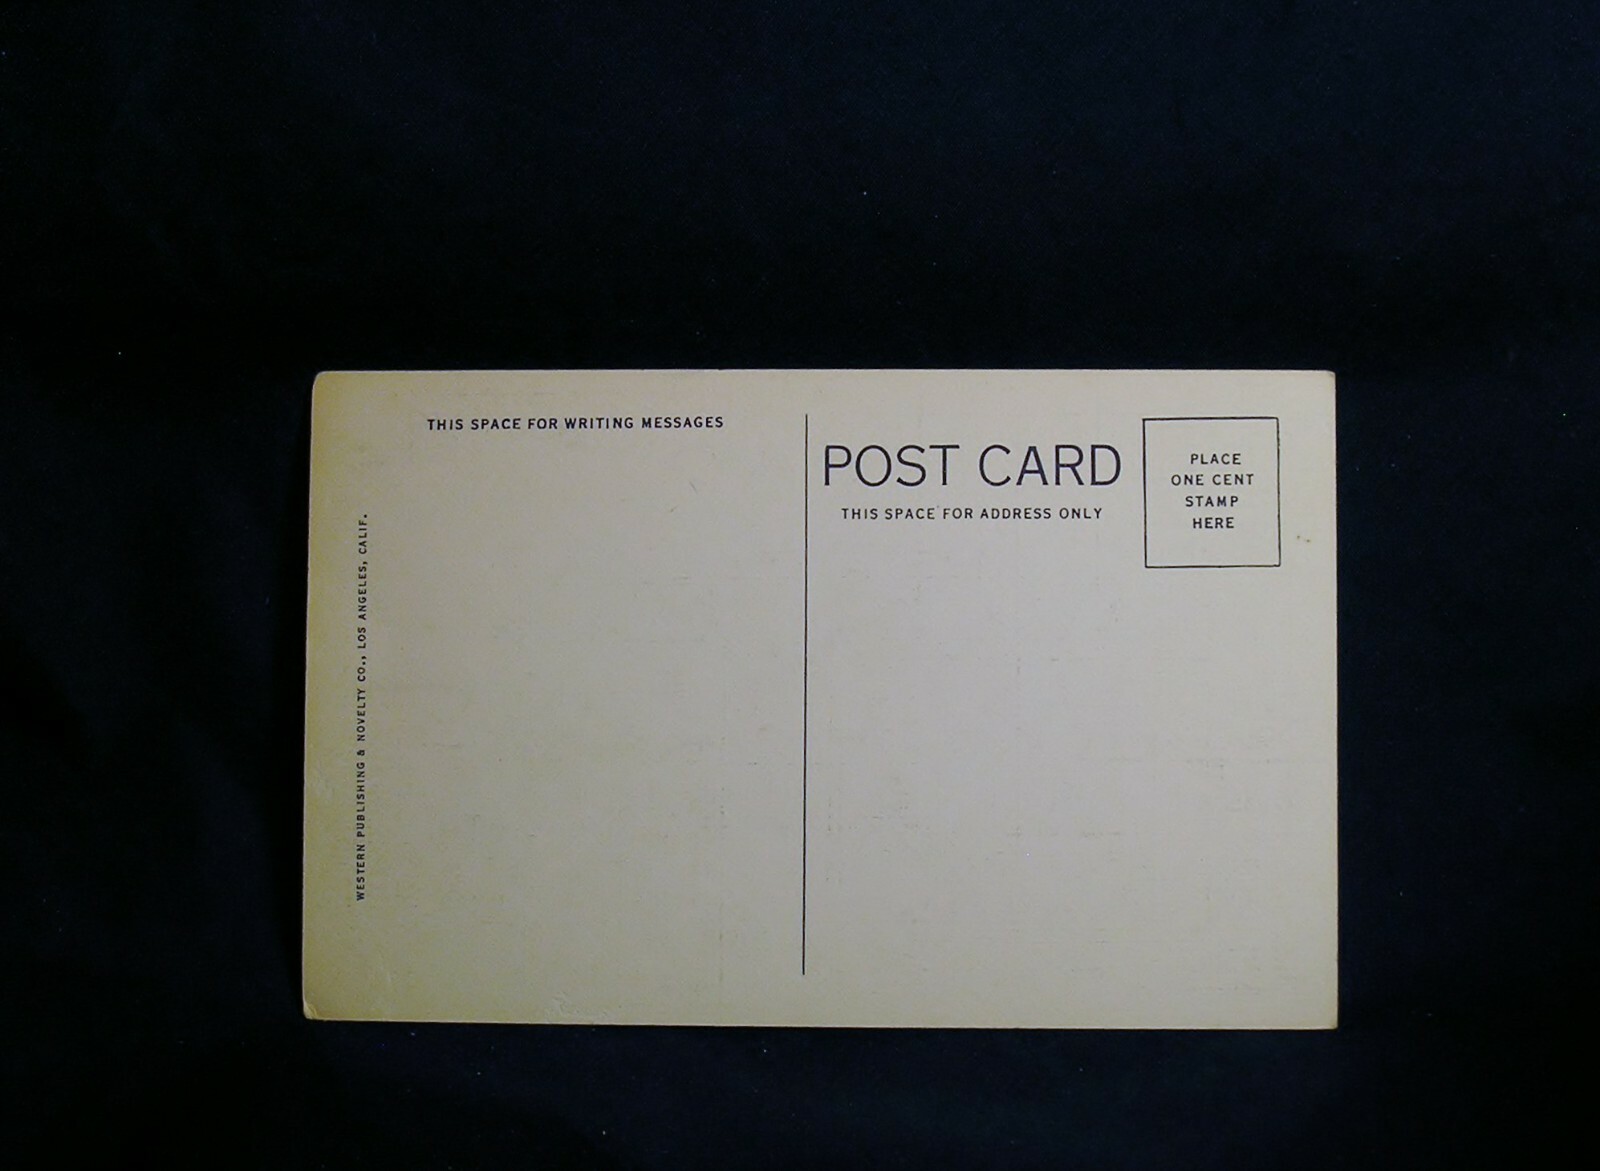 THIS SPACE FOR WRITING MESSAGES
POST CARD
THIS SPACE FOR ADDRESS ONLY
PLACE
ONE CENT
STAMP
HERE
WESTERN PUBLISHING & NOVELTY CO., LOS ANGELES, CALIF.